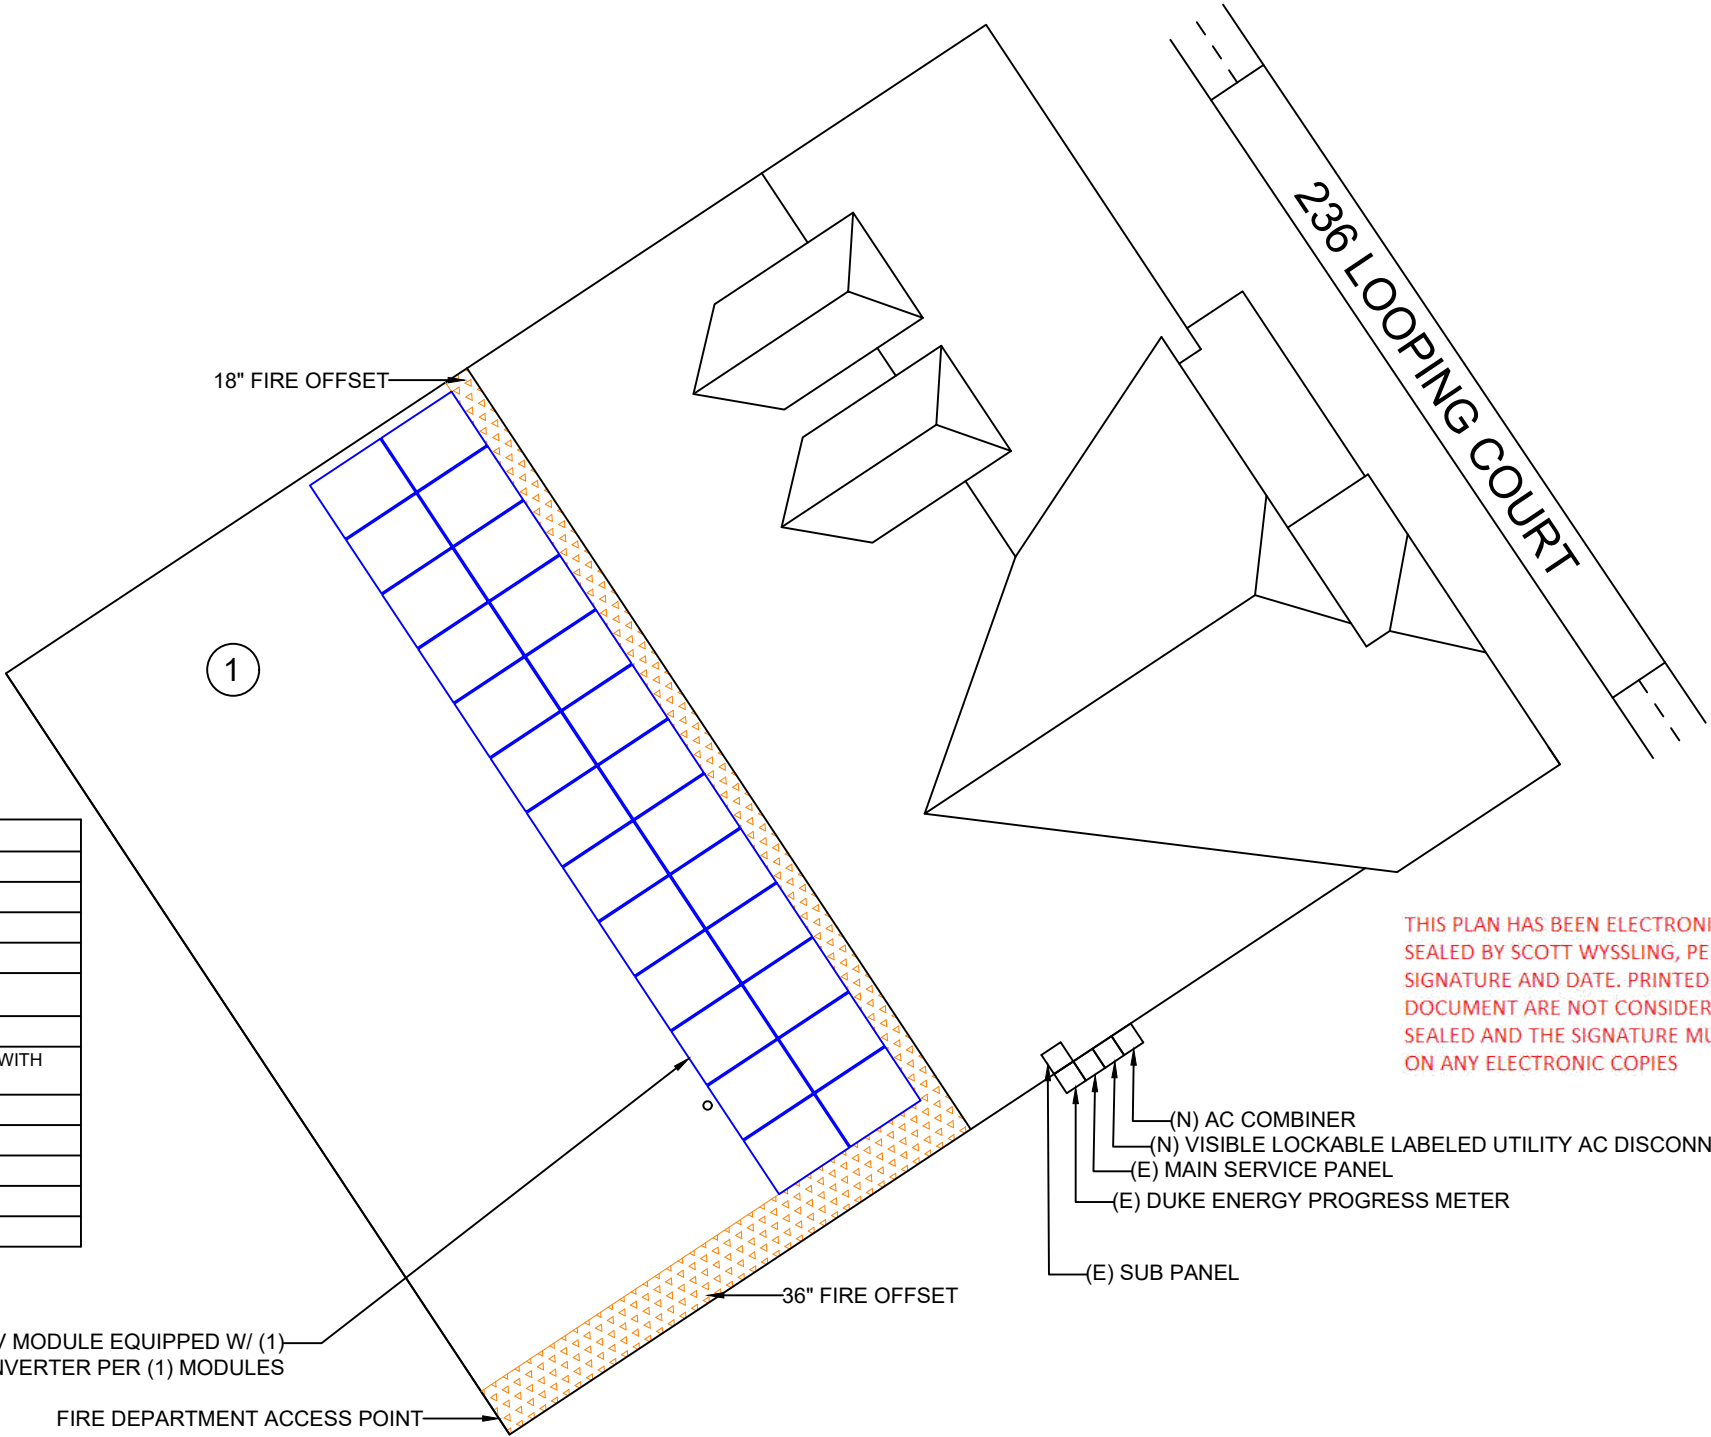 236 LOOPING COURT
18" FIRE OFFSET
1
WITH
THIS PLAN HAS BEEN ELECTRONI
SEALED BY SCOTT WYSSLING, PE
SIGNATURE AND DATE. PRINTED
DOCUMENT ARE NOT CONSIDER
SEALED AND THE SIGNATURE MU
ON ANY ELECTRONIC COPIES
(N) AC COMBINER
(N) VISIBLE LOCKABLE LABELED UTILITY AC DISCONN
(E) MAIN SERVICE PANEL
(E) DUKE ENERGY PROGRESS METER
(E) SUB PANEL
36" FIRE OFFSET
MODULE EQUIPPED W/ (1)
NVERTER PER (1) MODULES
FIRE DEPARTMENT ACCESS POINT